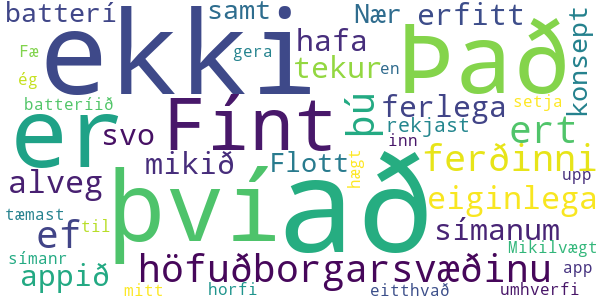 batterí
ekki
samt
Nær
erfitt
konsept
Það
hafa
gera
Fæ
tekur
en
ég
er
Fínt
þú
ferlega
setja
batteríið
rekjast
ert
svo
inn
mikið
Flott
ferðinni
alveg
því
að
hægt
upp
eiginlega
tæmast
ef
til
símanum
Mikilvægt
símanr
appið
höfuðborgarsvæðinu
app
mitt
horfi
eitthvað
umhverfi